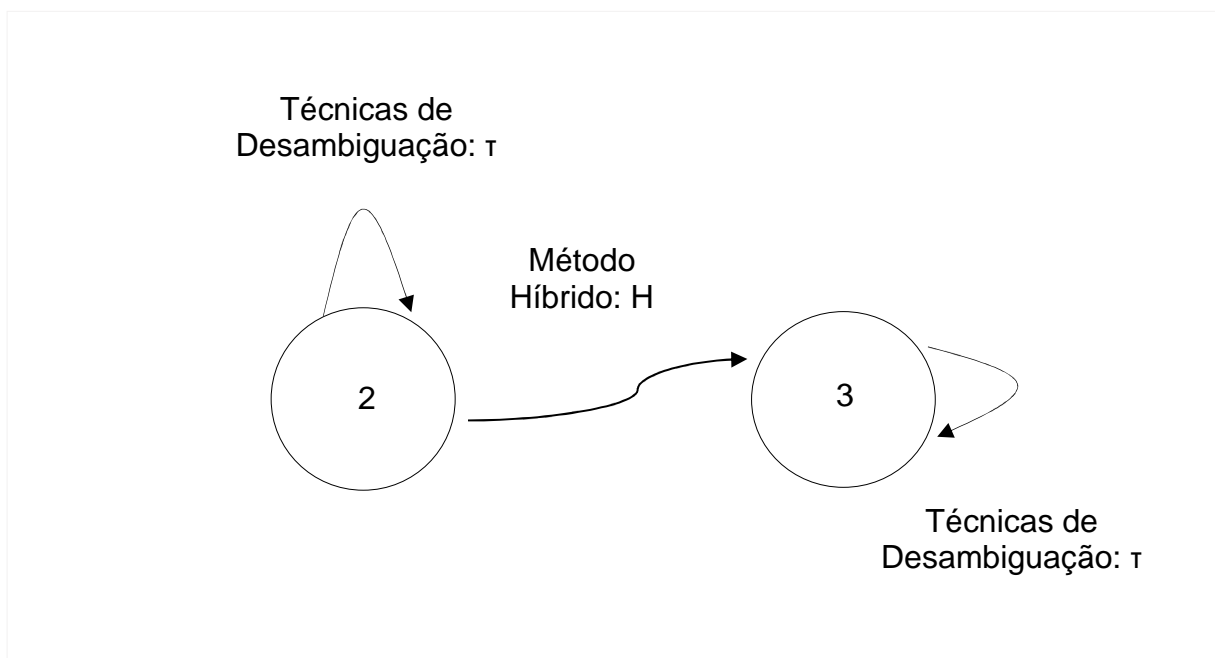 Técnicas de
Desambiguação: τ
Método
Híbrido: H
2
3
Técnicas de
Desambiguação: τ